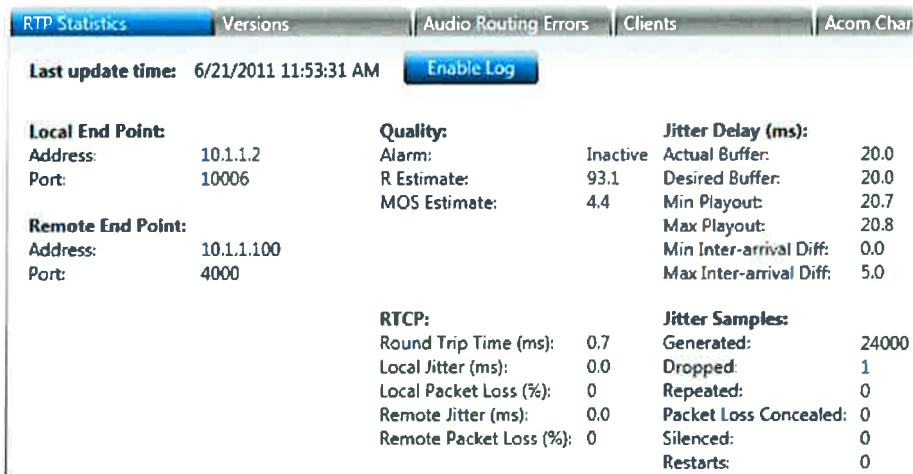 RTP Statistics Versions Audio Routing Errors Clients Acom Char
Last update time: 6/21/2011 11:53:31 AM Enable Log
Local End Point:
Address: 10.1.1.2
Port: 10006
Remote End Point:
Address: 10.1.1.100
Port: 4000
Quality:
Alarm: Inactive
R Estimate: 93.1
MOS Estimate: 4.4
Jitter Delay (ms):
Actual Buffer: 20.0
Desired Buffer: 20.0
Min Playout: 20.7
Max Playout: 20.8
Min Inter-arrival Diff: 0.0
Max Inter-arrival Diff: 5.0
RTCP:
Round Trip Time (ms): 0.7
Local Jitter (ms): 0.0
Local Packet Loss (%): 0
Remote Jitter (ms): 0.0
Remote Packet Loss (%): 0
Jitter Samples:
Generated: 24000
Dropped: 1
Repeated: 0
Packet Loss Concealed: 0
Silenced: 0
Restarts: 0